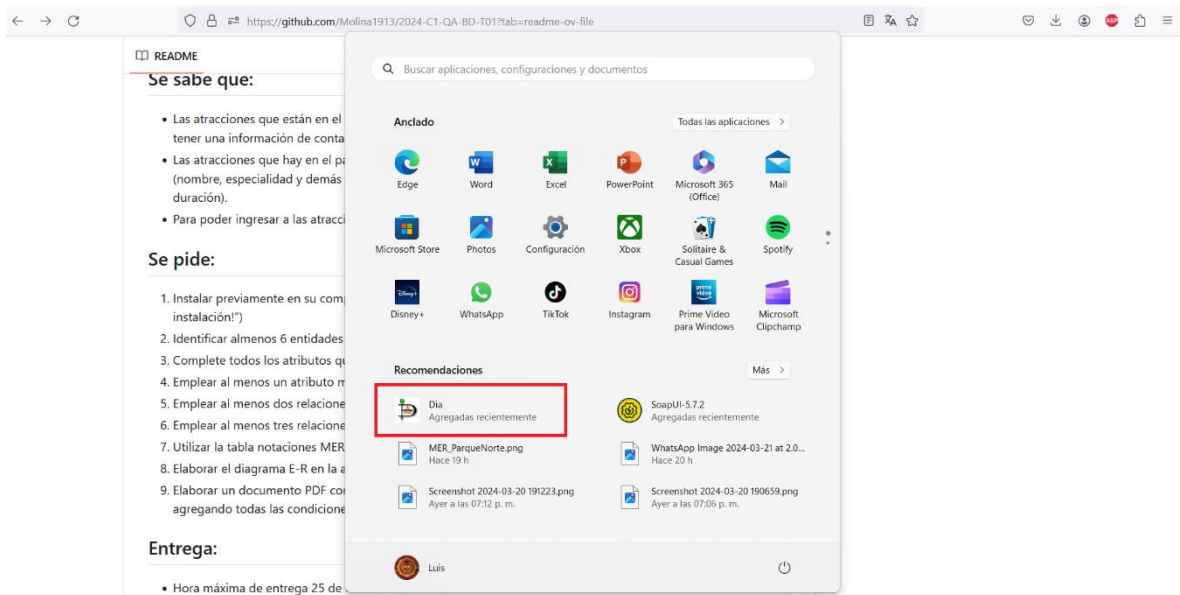 https://github.com/Molina1913/2024-C1-QA-BD-T01?tab=readme-ov-file
ABP
README
Se sabe que:
Las atracciones que están en el
tener una información de conta
Las atracciones que hay en el pa
(nombre, especialidad y demás
duración).
Para poder ingresar a las atracci
Se pide:
1. Instalar previamente en su com
instalación!")
2. Identificar almenos 6 entidades
3. Complete todos los atributos qu
4. Emplear al menos un atributo m
5. Emplear al menos dos relacione
6. Emplear al menos tres relacione
7. Utilizar la tabla notaciones MER
8. Elaborar el diagrama E-R en la a
9. Elaborar un documento PDF con
agregando todas las condicione
Entrega:
Hora máxima de entrega 25 de
Buscar aplicaciones, configuraciones y documentos
Anclado
Todas las aplicaciones >
Edge
Word
Excel
PowerPoint
Microsoft 365
(Office)
Mail
Microsoft Store
Photos
Configuración
Xbox
Solitaire &
Casual Games
Spotify
Disney+
prime
video
Disney+
WhatsApp
TikTok
Instagram
Prime Video
para Windows
Microsoft
Clipchamp
Recomendaciones
Más >
Dia
Agregadas recientemente
SoapUI-5.7.2
Agregadas recientemente
MER_ParqueNorte.png
Hace 19 h
WhatsApp Image 2024-03-21 at 2.0...
Hace 20 h
Screenshot 2024-03-20 191223.png
Ayer a las 07:12 p. m.
Screenshot 2024-03-20 190659.png
Ayer a las 07:06 p. m.
Luis